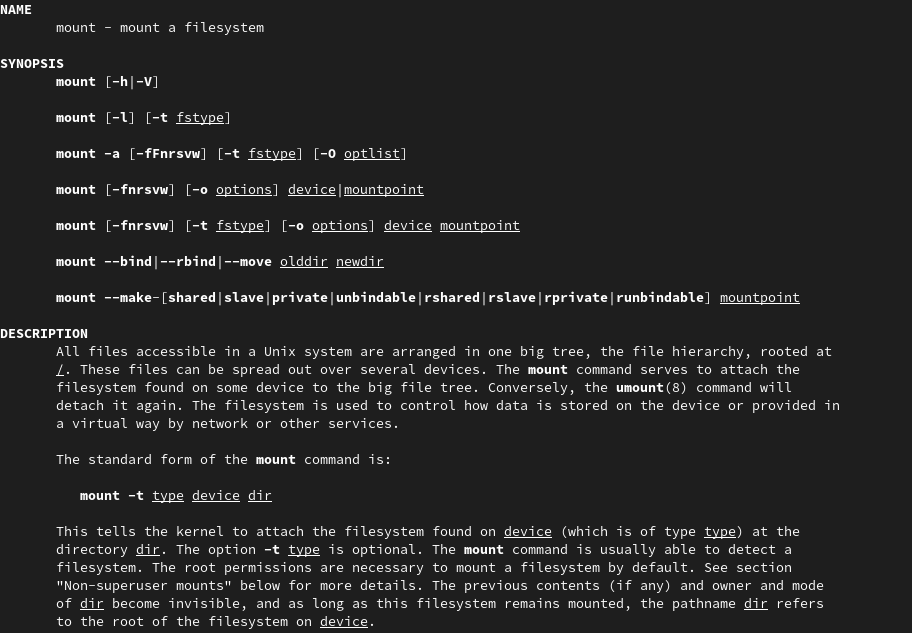 NAME
mount - mount a filesystem
SYNOPSIS
mount [-h|-V]
mount [-l] [-t fstype]
mount -a [-fFnrsvw] [-t fstype] [-O optlist]
mount [-fnrsvw] [-o options] device|mountpoint
mount [-fnrsvw] [-t fstype] [-o options] device mountpoint
mount --bind|--rbind|--move olddir newdir
mount --make-[shared|slave|private|unbindable|rshared|rslave|rprivate|runbindable] mountpoint
DESCRIPTION
All files accessible in a Unix system are arranged in one big tree, the file hierarchy, rooted at
/. These files can be spread out over several devices. The mount command serves to attach the
filesystem found on some device to the big file tree. Conversely, the umount(8) command will
detach it again. The filesystem is used to control how data is stored on the device or provided in
a virtual way by network or other services.
The standard form of the mount command is:
mount -t type device dir
This tells the kernel to attach the filesystem found on device (which is of type type) at the
directory dir. The option -t type is optional. The mount command is usually able to detect a
filesystem. The root permissions are necessary to mount a filesystem by default. See section
"Non-superuser mounts" below for more details. The previous contents (if any) and owner and mode
of dir become invisible, and as long as this filesystem remains mounted, the pathname dir refers
to the root of the filesystem on device.